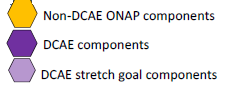 Non-DCAE ONAP components
DCAE components
DCAE stretch goal components